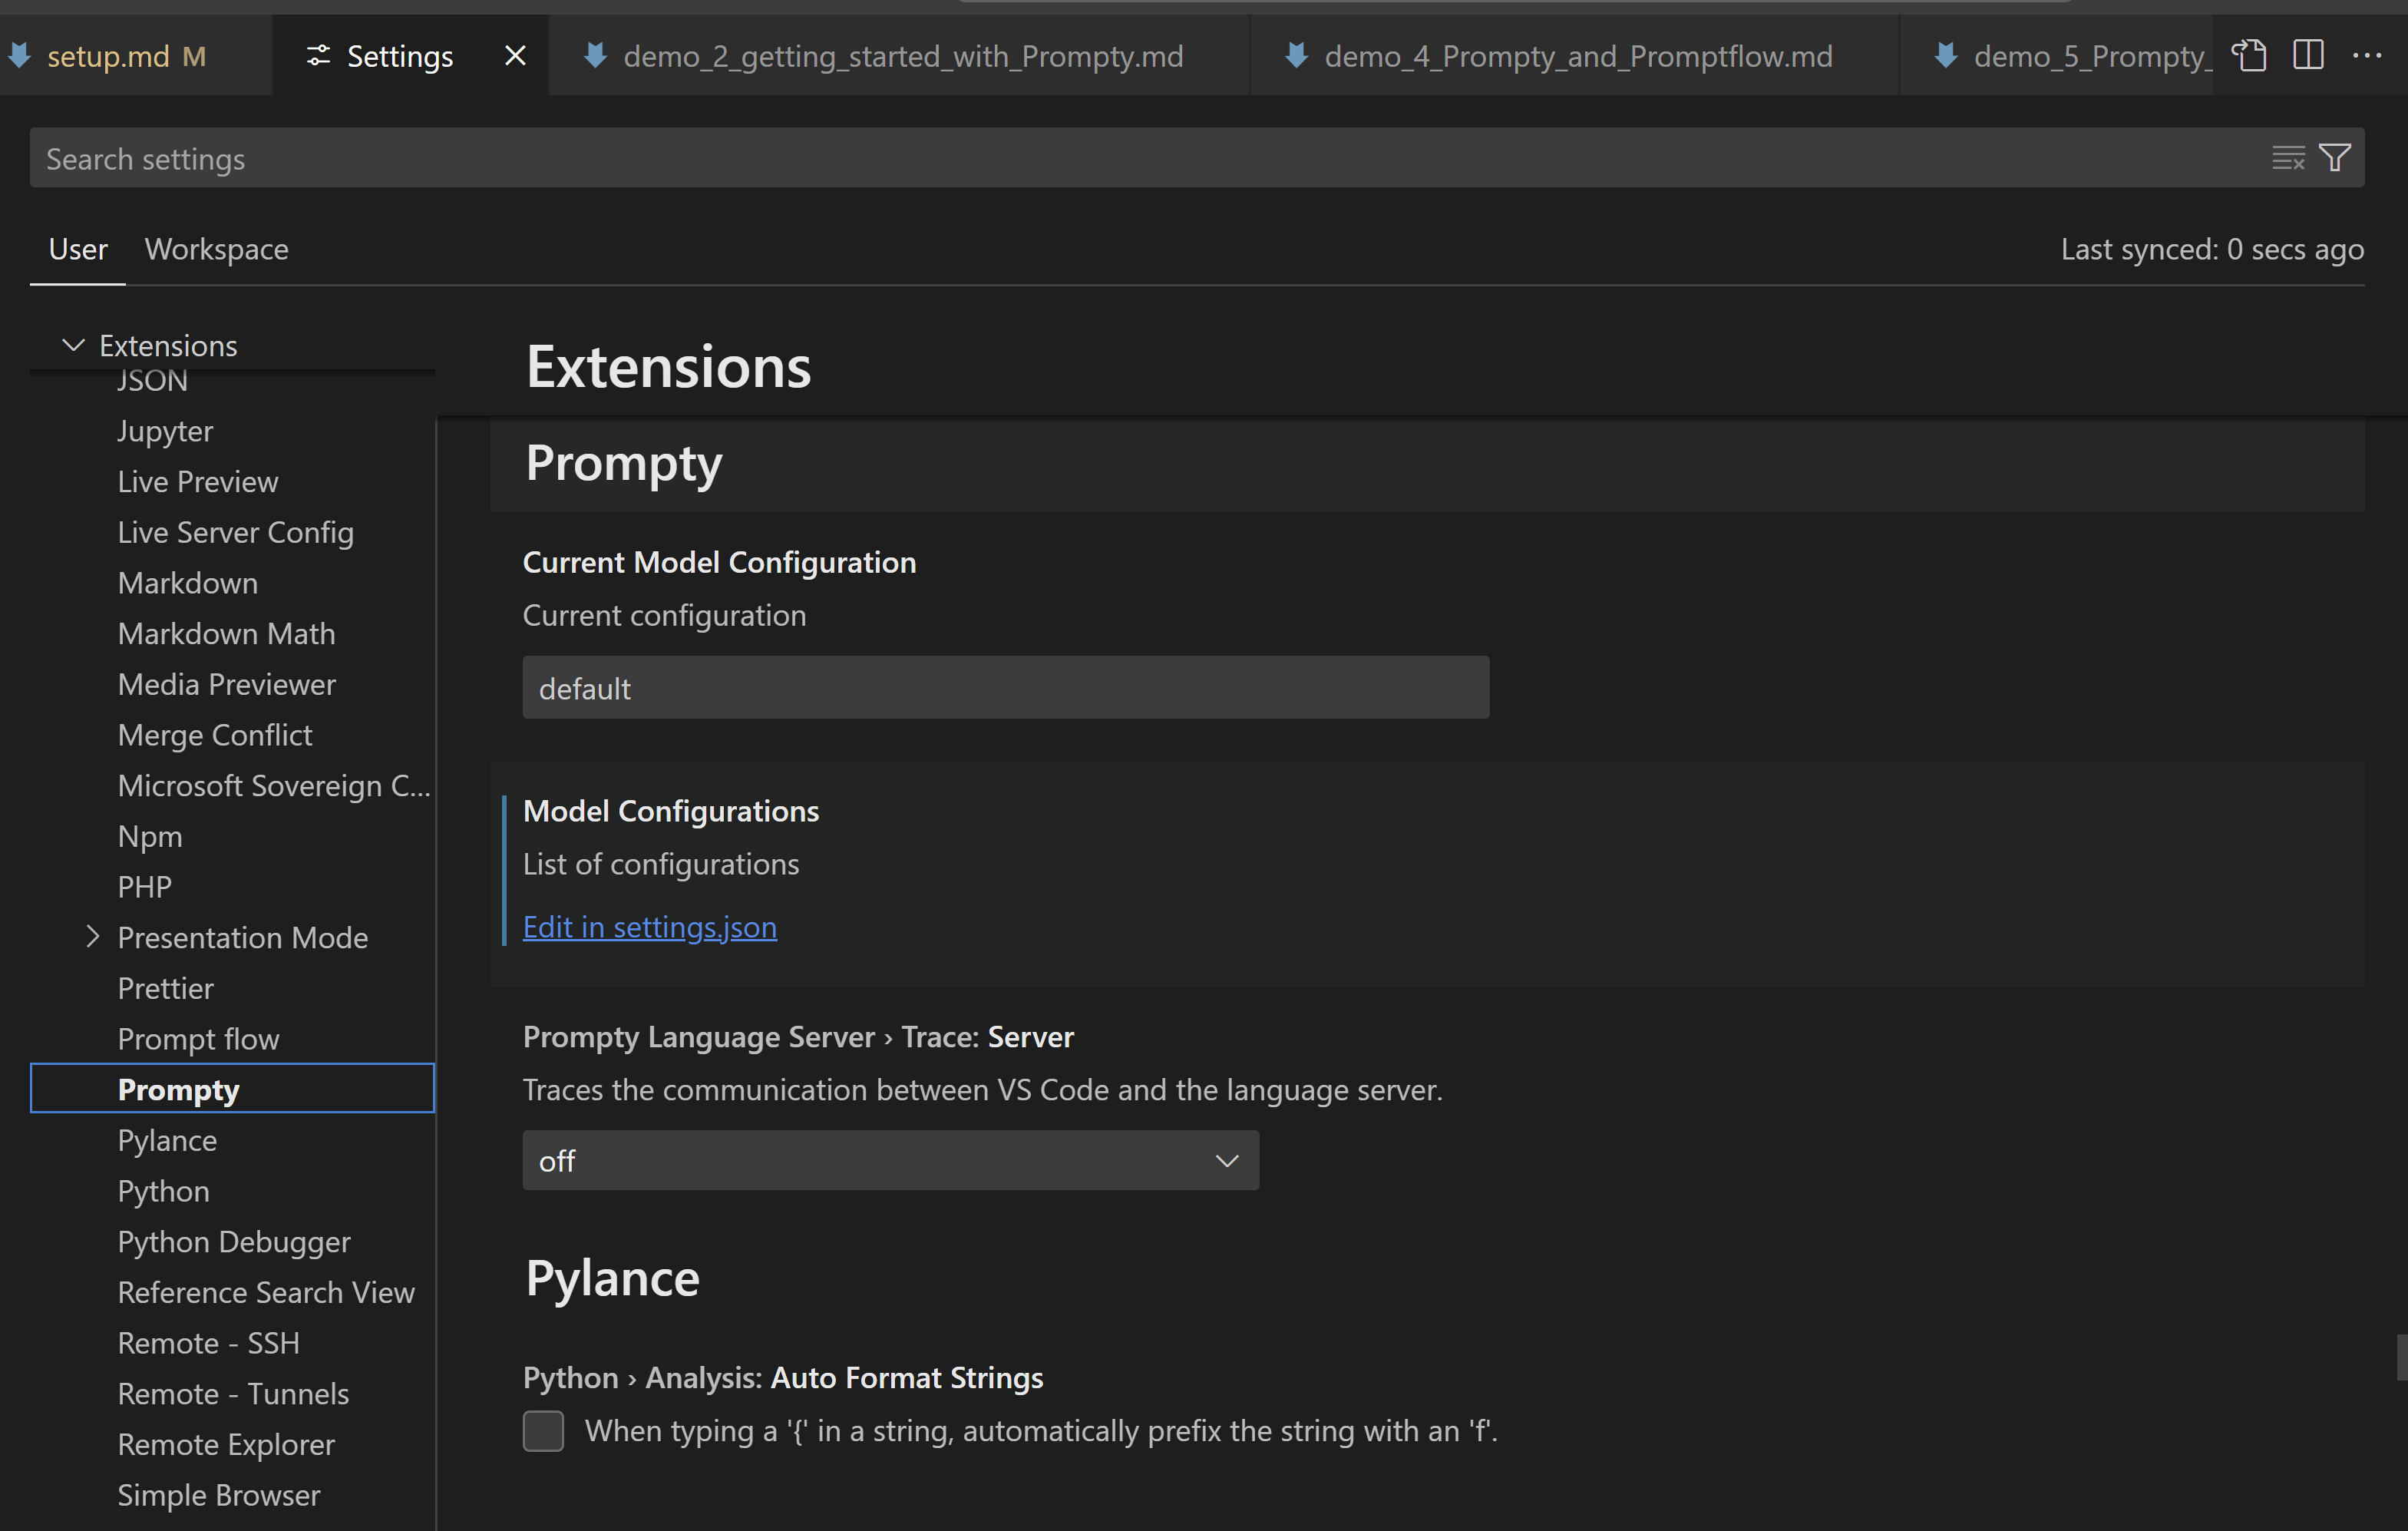 setup.md M
Settings
demo_2_getting_started_with_Prompty.md
demo_4_Prompty_and_Promptflow.md
demo_5_Prompty_
Search settings
User
Workspace
Last synced: 0 secs ago
Extensions
JSON
Jupyter
Live Preview
Live Server Config
Markdown
Markdown Math
Media Previewer
Merge Conflict
Microsoft Sovereign C...
Npm
PHP
Presentation Mode
Prettier
Prompt flow
Prompty
Pylance
Python
Python Debugger
Reference Search View
Remote - SSH
Remote - Tunnels
Remote Explorer
Simple Browser
Extensions
Prompty
Current Model Configuration
Current configuration
default
Model Configurations
List of configurations
Edit in settings.json
Prompty Language Server › Trace: Server
Traces the communication between VS Code and the language server.
off
Pylance
Python › Analysis: Auto Format Strings
When typing a '{' in a string, automatically prefix the string with an 'f'.